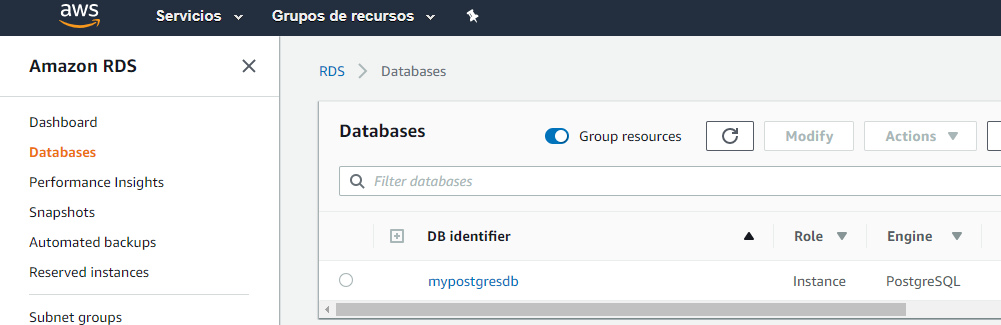 aws Servicios Grupos de recursos
Amazon RDS
RDS Databases
Dashboard
Databases
Performance Insights
Snapshots
Automated backups
Reserved instances
Subnet groups
Databases Group resources Modify Actions
Filter databases
DB identifier Role Engine
mypostgresdb Instance PostgreSQL